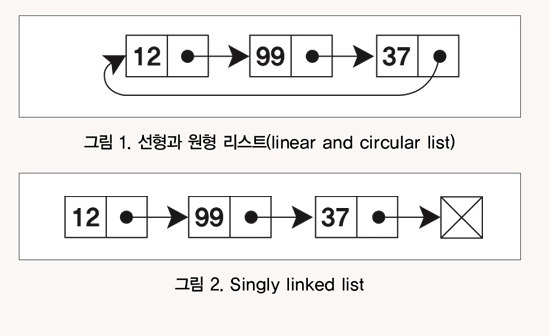 12 99 37
그림 1. 선형과 원형 리스트(linear and circular list)
12 99 37
그림 2. Singly linked list